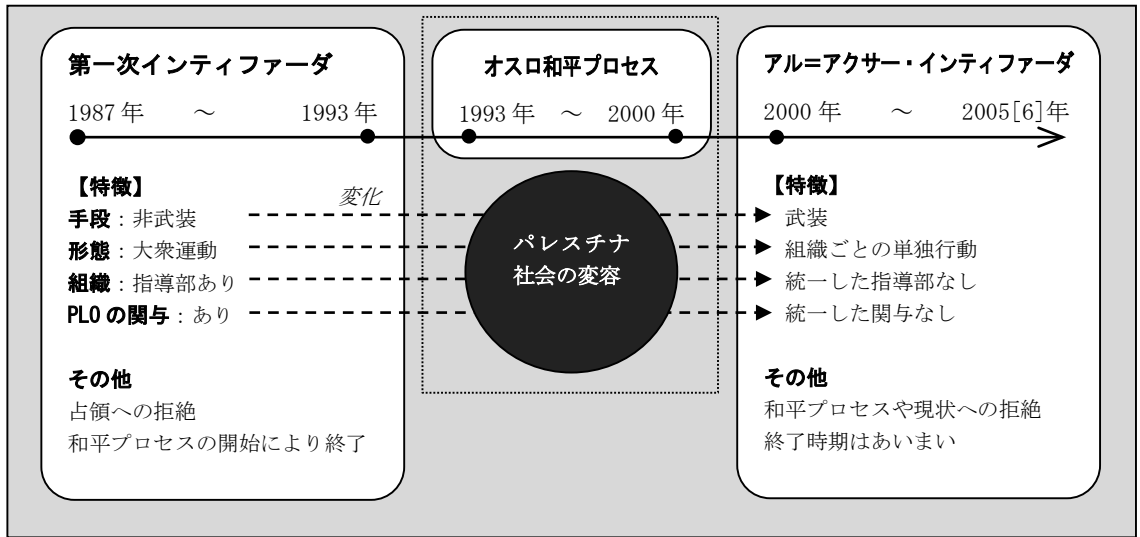 第一次インティファーダ
1987年 ～ 1993年
【特徴】
手段：非武装
形態：大衆運動
組織：指導部あり
PLOの関与：あり
その他
占領への拒絶
和平プロセスの開始により終了
変化
オスロ和平プロセス
1993年 ～ 2000年
パレスチナ
社会の変容
アル＝アクサー・インティファーダ
2000年 ～ 2005[6]年
【特徴】
武装
組織ごとの単独行動
統一した指導部なし
統一した関与なし
その他
和平プロセスや現状への拒絶
終了時期はあいまい